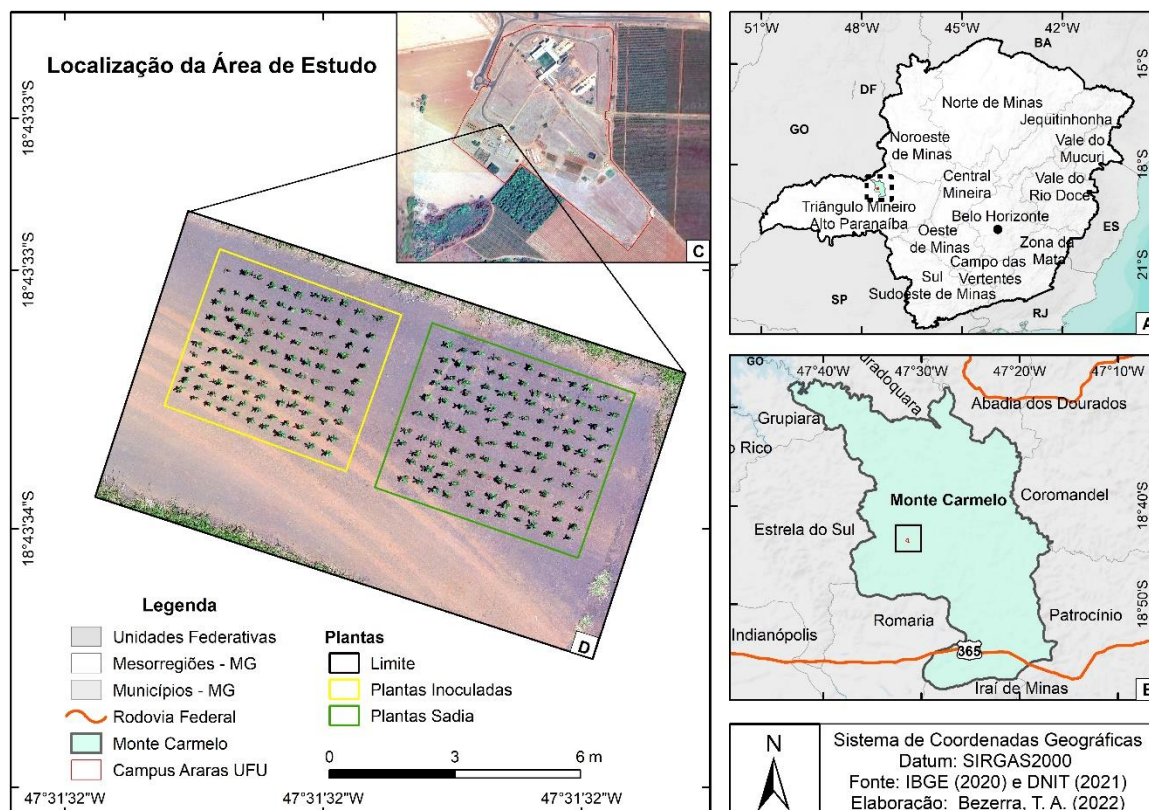 Localização da Área de Estudo
18°43'33"S
18°43'33"S
18°43'34"S
47°31'32"W
47°31'32"W
47°31'32"W
C
D
Legenda
Unidades Federativas
Mesorregiões - MG
Municípios - MG
Rodovia Federal
Monte Carmelo
Campus Araras UFU
Plantas
Limite
Plantas Inoculadas
Plantas Sadia
0 3 6 m
51°W 48°W 45°W 42°W
15°S
18°S
21°S
BA
DF
GO
Norte de Minas
Jequitinhonha
Noroeste
de Minas
Vale do
Mucuri
Central
Mineira
Vale do
Rio Doce
Triângulo Mineiro
Alto Paranaíba
Belo Horizonte
ES
Oeste
de Minas
Zona da
Mata
Campo das
Vertentes
Sul
Sudoeste de Minas
SP
RJ
A
GO
47°40'W 47°30'W 47°20'W 47°10'W
18°40'S
18°50'S
uradoquara
Grupiara
Abadia dos Dourados
o Rico
Monte Carmelo
Coromandel
Estrela do Sul
Romaria
Patrocínio
Indianópolis
365
Iraí de Minas
N
Sistema de Coordenadas Geográficas
Datum: SIRGAS2000
Fonte: IBGE (2020) e DNIT (2021)
Elaboração: Bezerra, T. A. (2022)